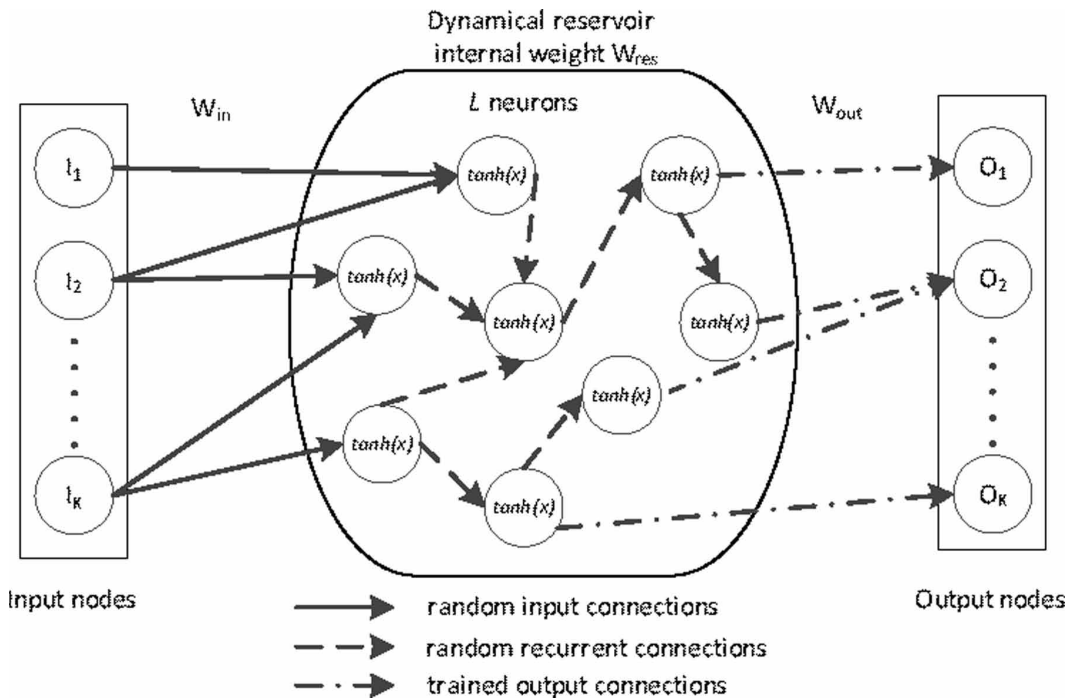 Dynamical reservoir
internal weight Wres
Win
L neurons
Wout
I1
tanh(x)
tanh(x)
O1
I2
tanh(x)
tanh(x)
tanh(x)
O2
tanh(x)
tanh(x)
IK
tanh(x)
OK
Input nodes
Output nodes
random input connections
random recurrent connections
trained output connections